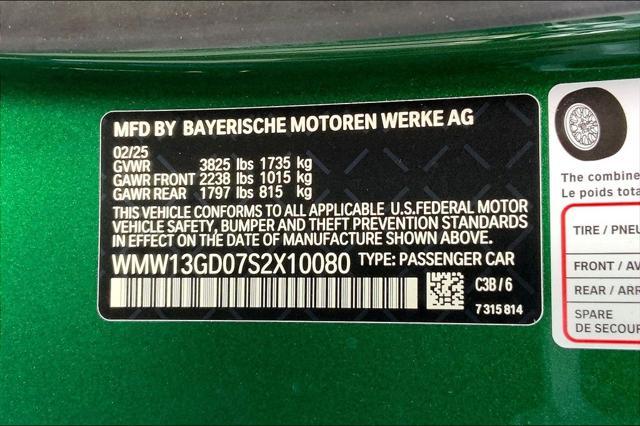 MFD BY BAYERISCHE MOTOREN WERKE AG
02/25
GVWR 3825 lbs 1735 kg
GAWR FRONT 2238 lbs 1015 kg
GAWR REAR 1797 lbs 815 kg
THIS VEHICLE CONFORMS TO ALL APPLICABLE U.S.FEDERAL MOTOR
VEHICLE SAFETY, BUMPER AND THEFT PREVENTION STANDARDS
IN EFFECT ON THE DATE OF MANUFACTURE SHOWN ABOVE.
WMW13GD07S2X10080 TYPE: PASSENGER CAR
C3B / 6
7 315 814
The combine
Le poids tota
TIRE / PNEU
FRONT / AV
REAR / ARR
SPARE
DE SECOUR